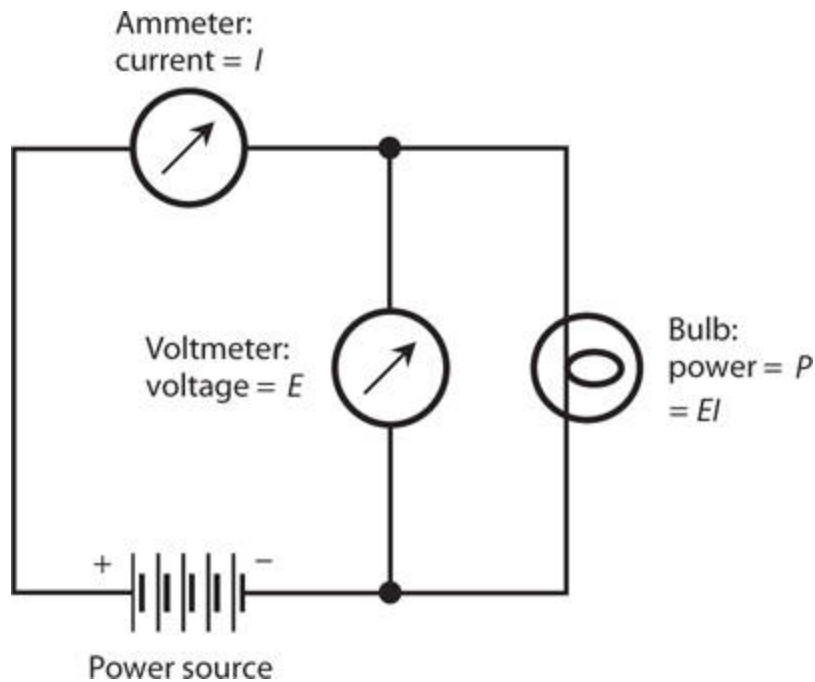 Ammeter:
current = I
Voltmeter:
voltage = E
Bulb:
power = P
= EI
+
−
Power source